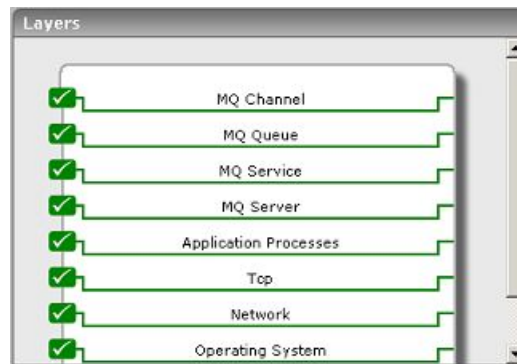 Layers
MQ Channel
MQ Queue
MQ Service
MQ Server
Application Processes
Tcp
Network
Operating System